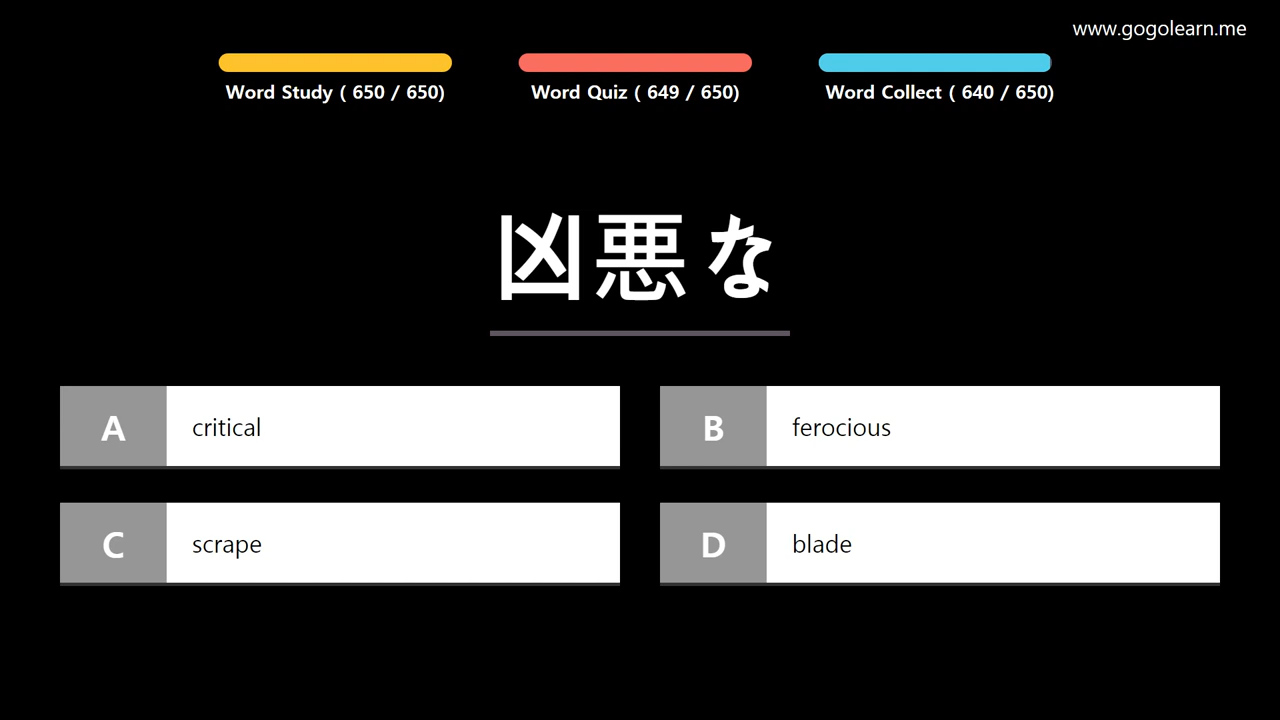 www.gogolearn.me
Word Study ( 650 / 650)
Word Quiz ( 649 / 650)
Word Collect ( 640 / 650)
凶悪な
A critical
B ferocious
C scrape
D blade